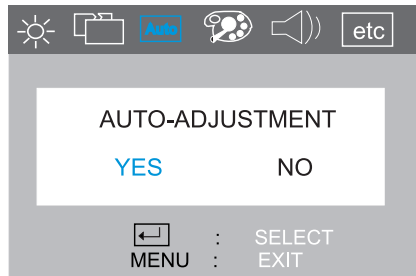 Auto etc
AUTO-ADJUSTMENT
YES NO
: SELECT
MENU : EXIT